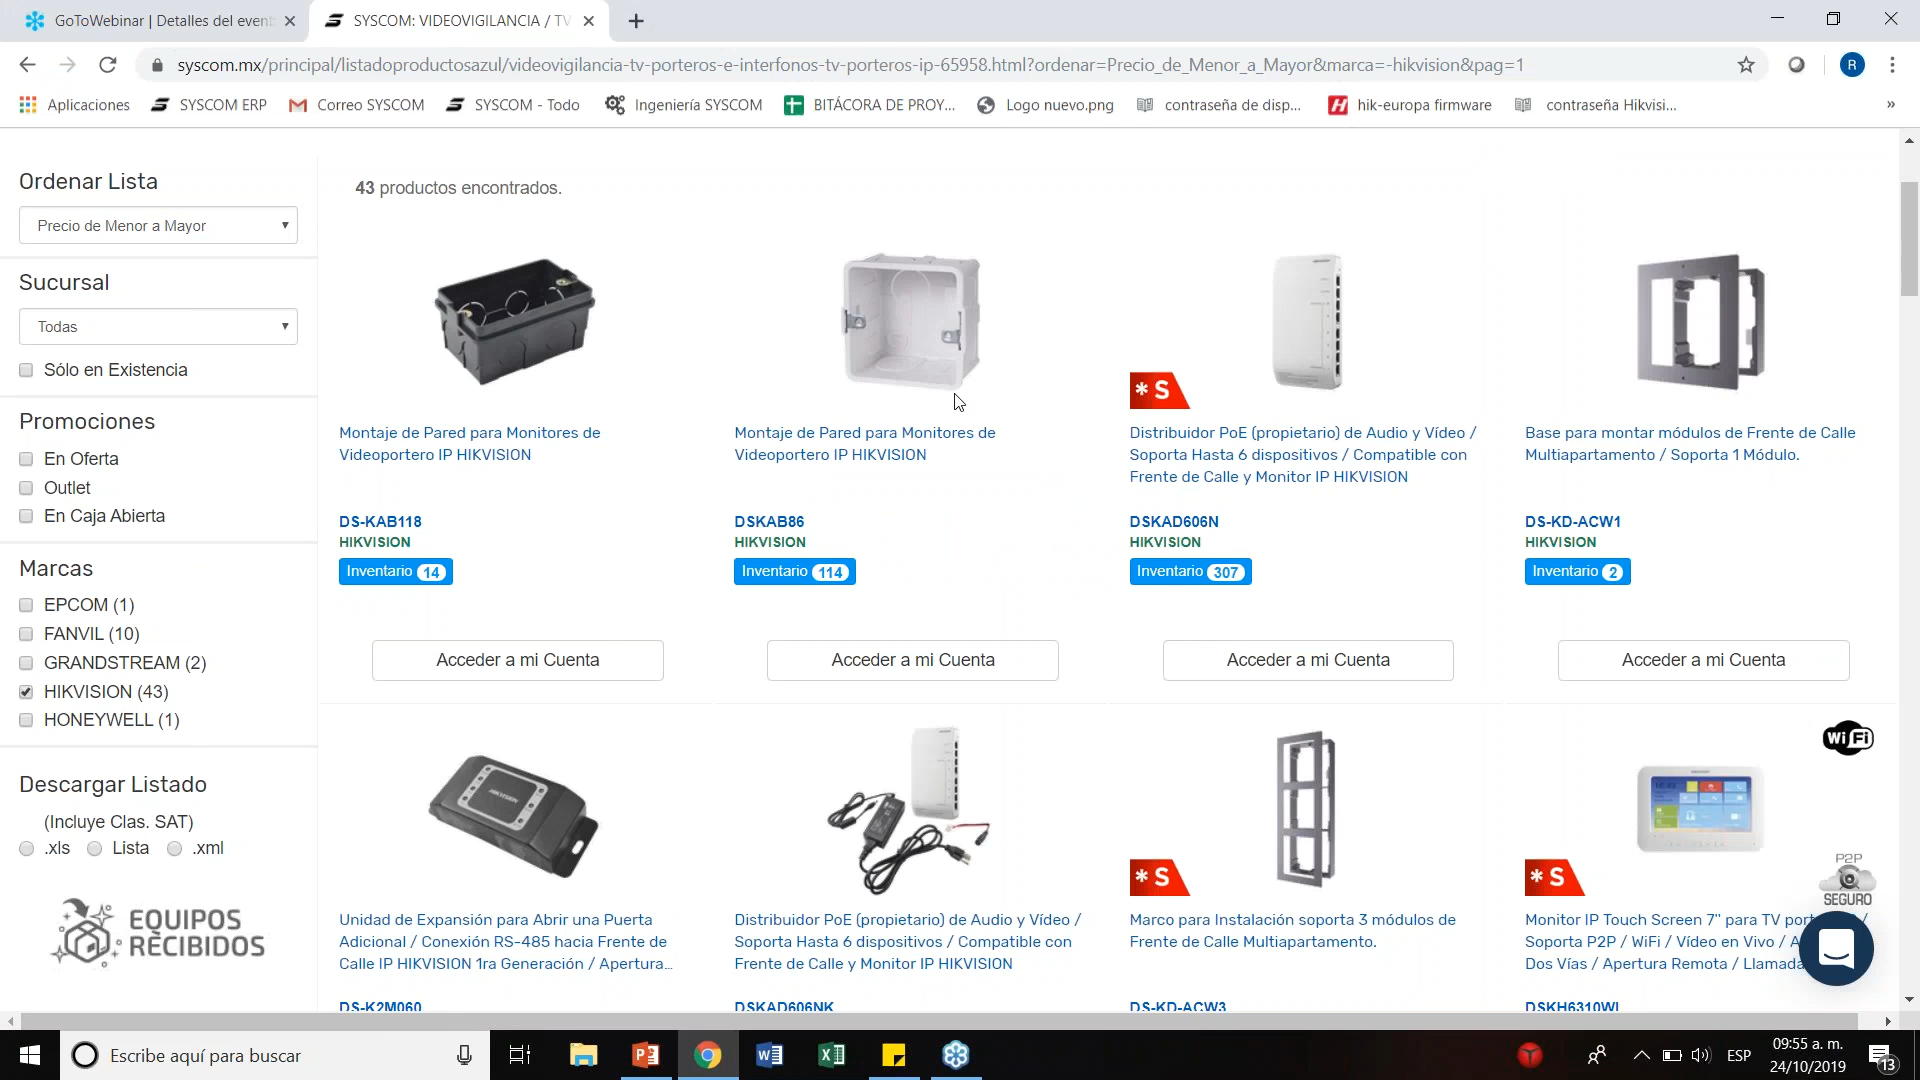 GoToWebinar | Detalles del event
SYSCOM: VIDEOVIGILANCIA / TV
syscom.mx/principal/listadoproductosazul/videovigilancia-tv-porteros-e-interfonos-tv-porteros-ip-65958.html?ordenar=Precio_de_Menor_a_Mayor&marca=-hikvision&pag=1
R
Aplicaciones SYSCOM ERP Correo SYSCOM SYSCOM - Todo Ingeniería SYSCOM BITÁCORA DE PROY... Logo nuevo.png contraseña de disp... hik-europa firmware contraseña Hikvisi... »
Ordenar Lista
Precio de Menor a Mayor
Sucursal
Todas
Sólo en Existencia
Promociones
En Oferta
Outlet
En Caja Abierta
Marcas
EPCOM (1)
FANVIL (10)
GRANDSTREAM (2)
HIKVISION (43)
HONEYWELL (1)
Descargar Listado
(Incluye Clas. SAT)
.xls Lista .xml
EQUIPOS
RECIBIDOS
43 productos encontrados.
Montaje de Pared para Monitores de
Videoportero IP HIKVISION
DS-KAB118
HIKVISION
Inventario 14
Acceder a mi Cuenta
Montaje de Pared para Monitores de
Videoportero IP HIKVISION
DSKAB86
HIKVISION
Inventario 114
Acceder a mi Cuenta
* S
Distribuidor PoE (propietario) de Audio y Vídeo /
Soporta Hasta 6 dispositivos / Compatible con
Frente de Calle y Monitor IP HIKVISION
DSKAD606N
HIKVISION
Inventario 307
Acceder a mi Cuenta
Base para montar módulos de Frente de Calle
Multiapartamento / Soporta 1 Módulo.
DS-KD-ACW1
HIKVISION
Inventario 2
Acceder a mi Cuenta
HIKVISION
Unidad de Expansión para Abrir una Puerta
Adicional / Conexión RS-485 hacia Frente de
Calle IP HIKVISION 1ra Generación / Apertura...
DS-K2M060
Distribuidor PoE (propietario) de Audio y Vídeo /
Soporta Hasta 6 dispositivos / Compatible con
Frente de Calle y Monitor IP HIKVISION
DSKAD606NK
* S
Marco para Instalación soporta 3 módulos de
Frente de Calle Multiapartamento.
DS-KD-ACW3
WiFi
P2P
SEGURO
* S
Monitor IP Touch Screen 7" para TV port
Soporta P2P / WiFi / Vídeo en Vivo / A
Dos Vías / Apertura Remota / Llamada
DSKH6310WL
Escribe aquí para buscar
ESP
09:55 a. m.
24/10/2019
13